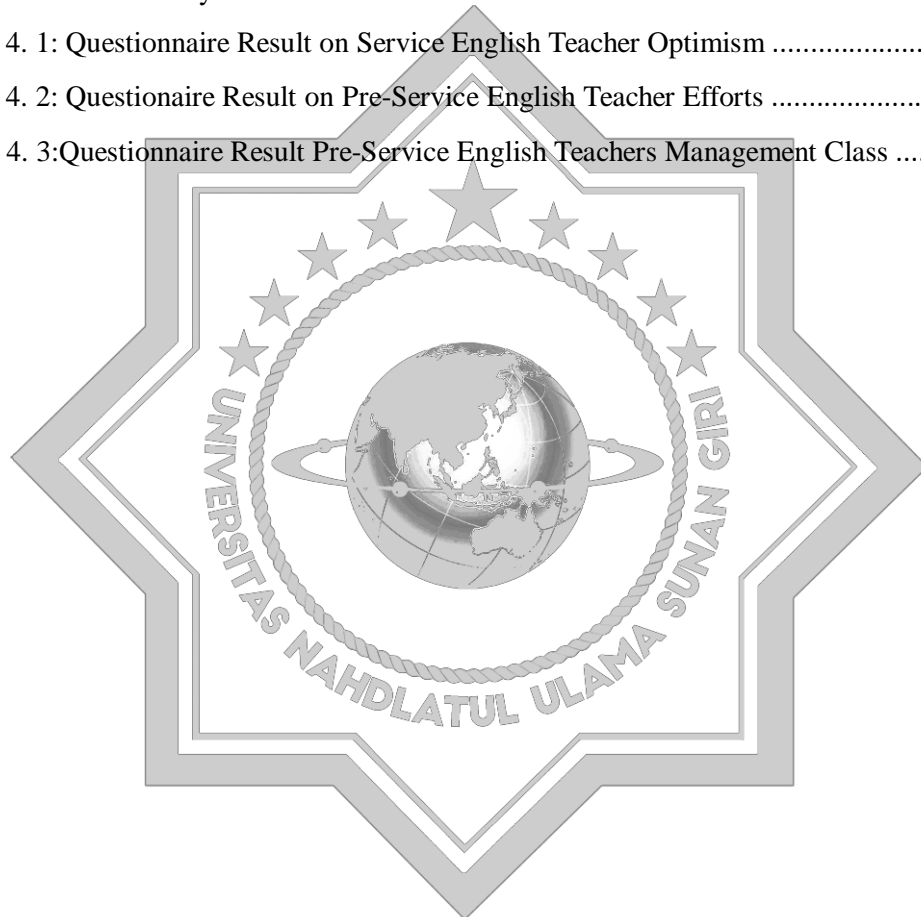 4. 1: Questionnaire Result on Service English Teacher Optimism ....................
4. 2: Questionaire Result on Pre-Service English Teacher Efforts ....................
4. 3:Questionnaire Result Pre-Service English Teachers Management Class ....
UNIVERSITAS NAHDLATUL ULAMA SUNAN GIRI